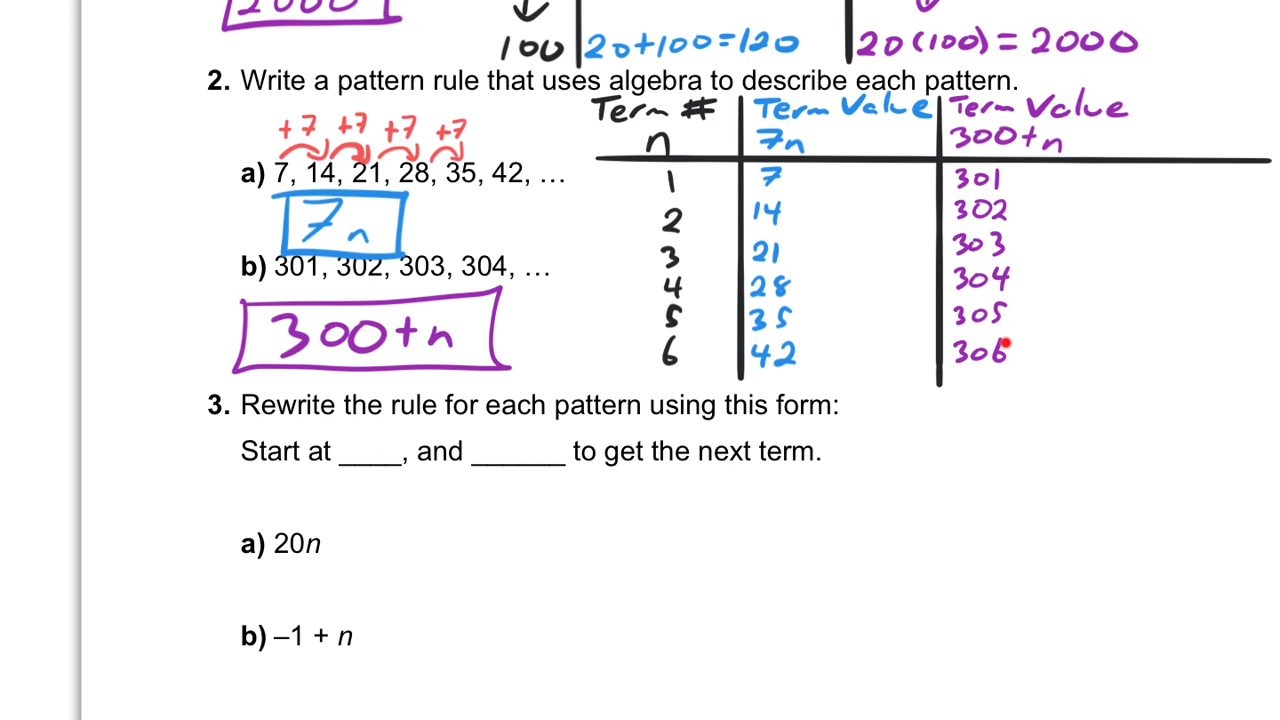 2000
100 20+100=120 20(100) = 2000
2. Write a pattern rule that uses algebra to describe each pattern.
Term # Term Value Term Value
n 7n 300+n
+7 +7 +7 +7
a) 7, 14, 21, 28, 35, 42, …
7n
b) 301, 302, 303, 304, …
300+n
1 7 301
2 14 302
3 21 303
4 28 304
5 35 305
6 42 306
3. Rewrite the rule for each pattern using this form:
Start at ____, and ______ to get the next term.
a) 20n
b) –1 + n